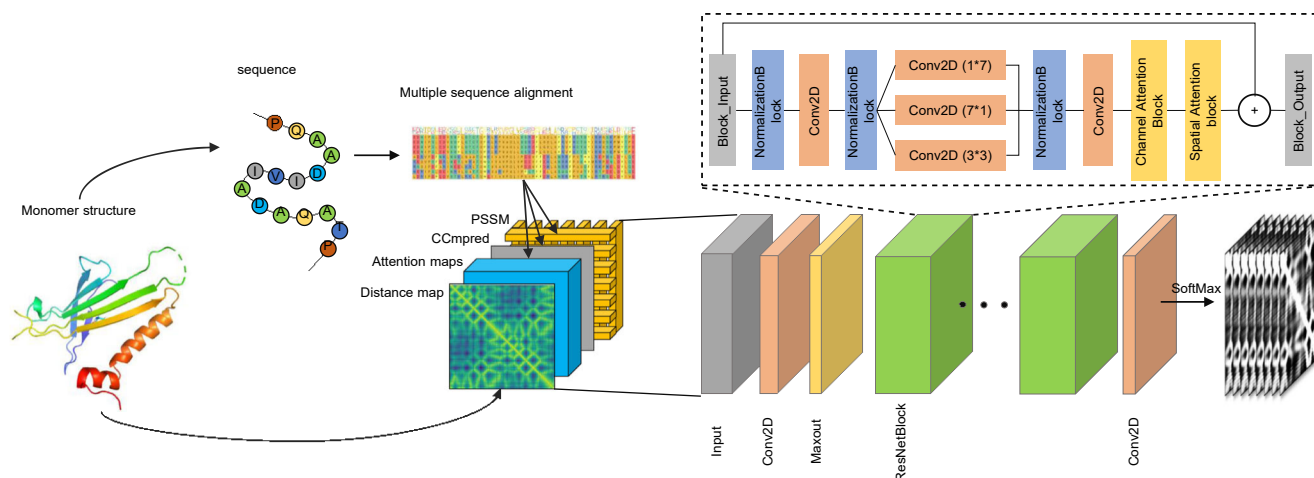 sequence
Multiple sequence alignment
P
Q
A
A
D
I
V
I
A
D
A
Q
A
T
P
Monomer structure
PSSM
CCmpred
Attention maps
Distance map
Block_Input
NormalizationB
lock
Conv2D
NormalizationB
lock
Conv2D (1*7)
Conv2D (7*1)
Conv2D (3*3)
NormalizationB
lock
Conv2D
Channel Attention
Block
Spatial Attention
block
+
Block_Output
SoftMax
Input
Conv2D
Maxout
ResNetBlock
Conv2D